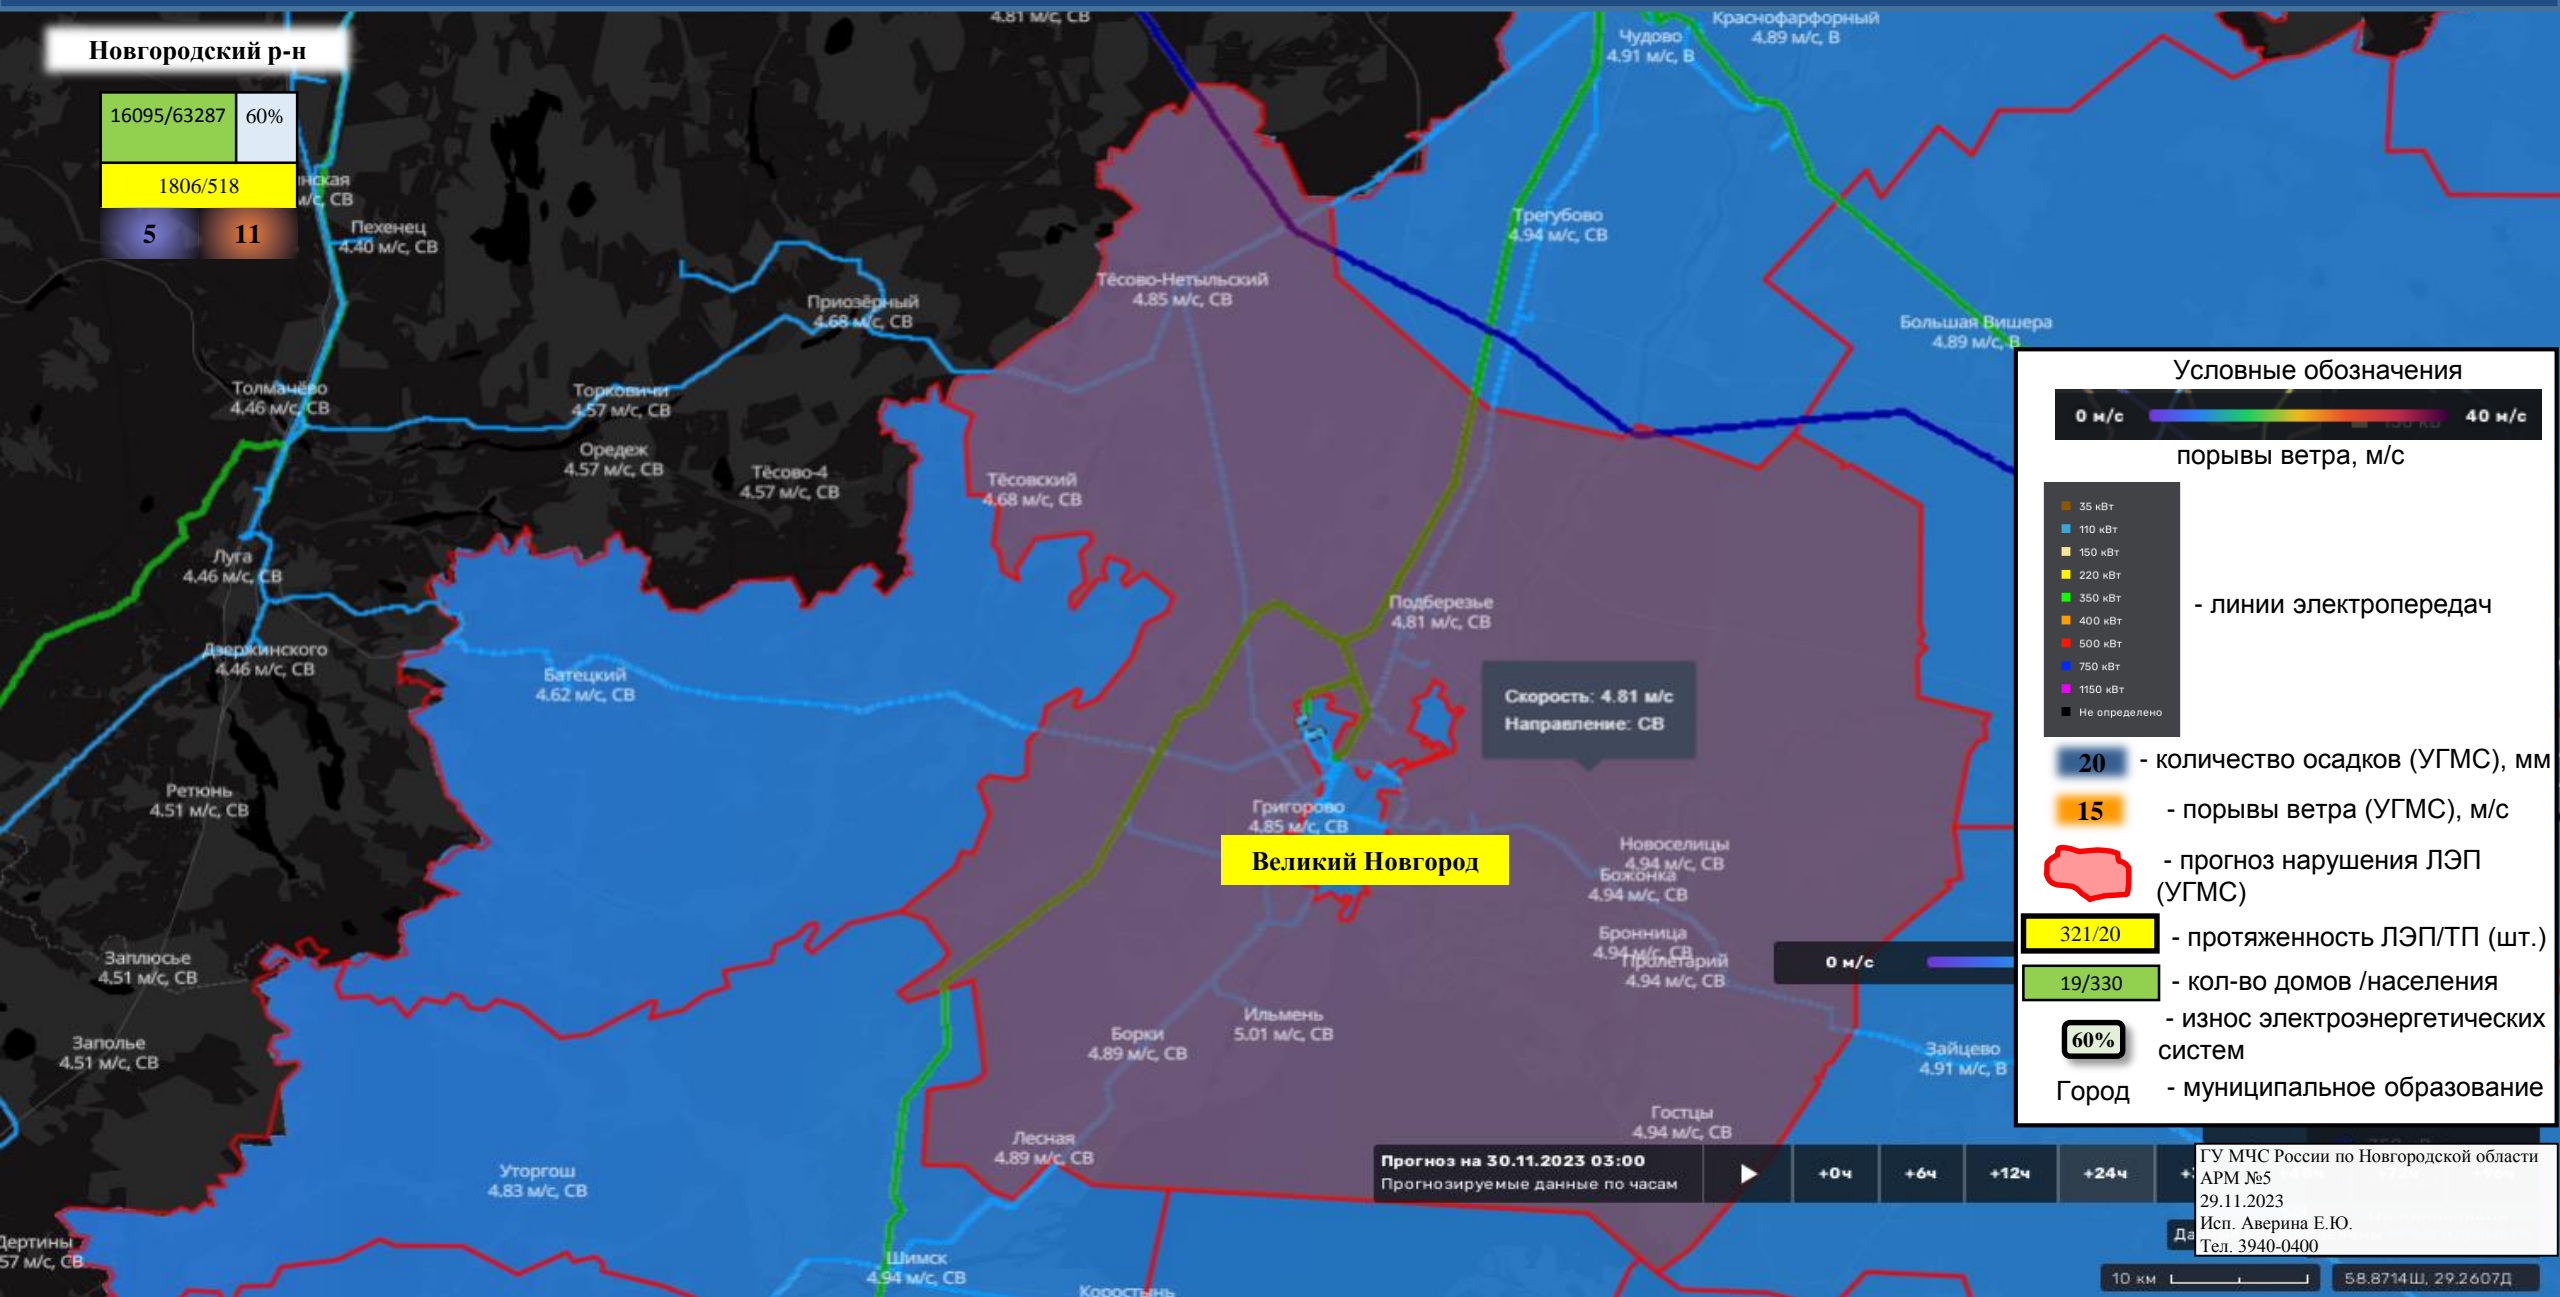 Новгородский р-н
16095/63287
60%
1806/518
5
11
4.81 м/с, СВ
Краснофарфорный
4.89 м/с, В
Чудово
4.91 м/с, В
нская
м/с, СВ
Пехенец
4.40 м/с, СВ
Трегубово
4.94 м/с, СВ
Тёсово-Нетыльский
4.85 м/с, СВ
Приозёрный
4.68 м/с, СВ
Большая Вишера
4.89 м/с, В
Толмачёво
4.46 м/с, СВ
Торковичи
4.57 м/с, СВ
Оредеж
4.57 м/с, СВ
Тёсово-4
4.57 м/с, СВ
Тёсовский
4.68 м/с, СВ
Луга
4.46 м/с, СВ
Подберезье
4.81 м/с, СВ
Дзержинского
4.46 м/с, СВ
Батецкий
4.62 м/с, СВ
Скорость: 4.81 м/с
Направление: СВ
Ретюнь
4.51 м/с, СВ
Григорово
4.85 м/с, СВ
Великий Новгород
Новоселицы
4.94 м/с, СВ
Божонка
4.94 м/с, СВ
Бронница
4.94 м/с, СВ
Пролетарий
4.94 м/с, СВ
0 м/с
Заплюсье
4.51 м/с, СВ
Ильмень
5.01 м/с, СВ
Борки
4.89 м/с, СВ
Заполье
4.51 м/с, СВ
Зайцево
4.91 м/с, В
Гостцы
4.94 м/с, СВ
Лесная
4.89 м/с, СВ
Уторгош
4.83 м/с, СВ
Дертины
57 м/с, СВ
Шимск
4.94 м/с, СВ
Коростынь
Прогноз на 30.11.2023 03:00
Прогнозируемые данные по часам
+0ч
+6ч
+12ч
+24ч
Да
10 км
58.8714Ш, 29.2607Д
Условные обозначения
0 м/с
40 м/с
порывы ветра, м/с
35 кВт
110 кВт
150 кВт
220 кВт
350 кВт
400 кВт
500 кВт
750 кВт
1150 кВт
Не определено
- линии электропередач
20 - количество осадков (УГМС), мм
15 - порывы ветра (УГМС), м/с
- прогноз нарушения ЛЭП
(УГМС)
321/20 - протяженность ЛЭП/ТП (шт.)
19/330 - кол-во домов /населения
60% - износ электроэнергетических
систем
Город - муниципальное образование
ГУ МЧС России по Новгородской области
АРМ №5
29.11.2023
Исп. Аверина Е.Ю.
Тел. 3940-0400